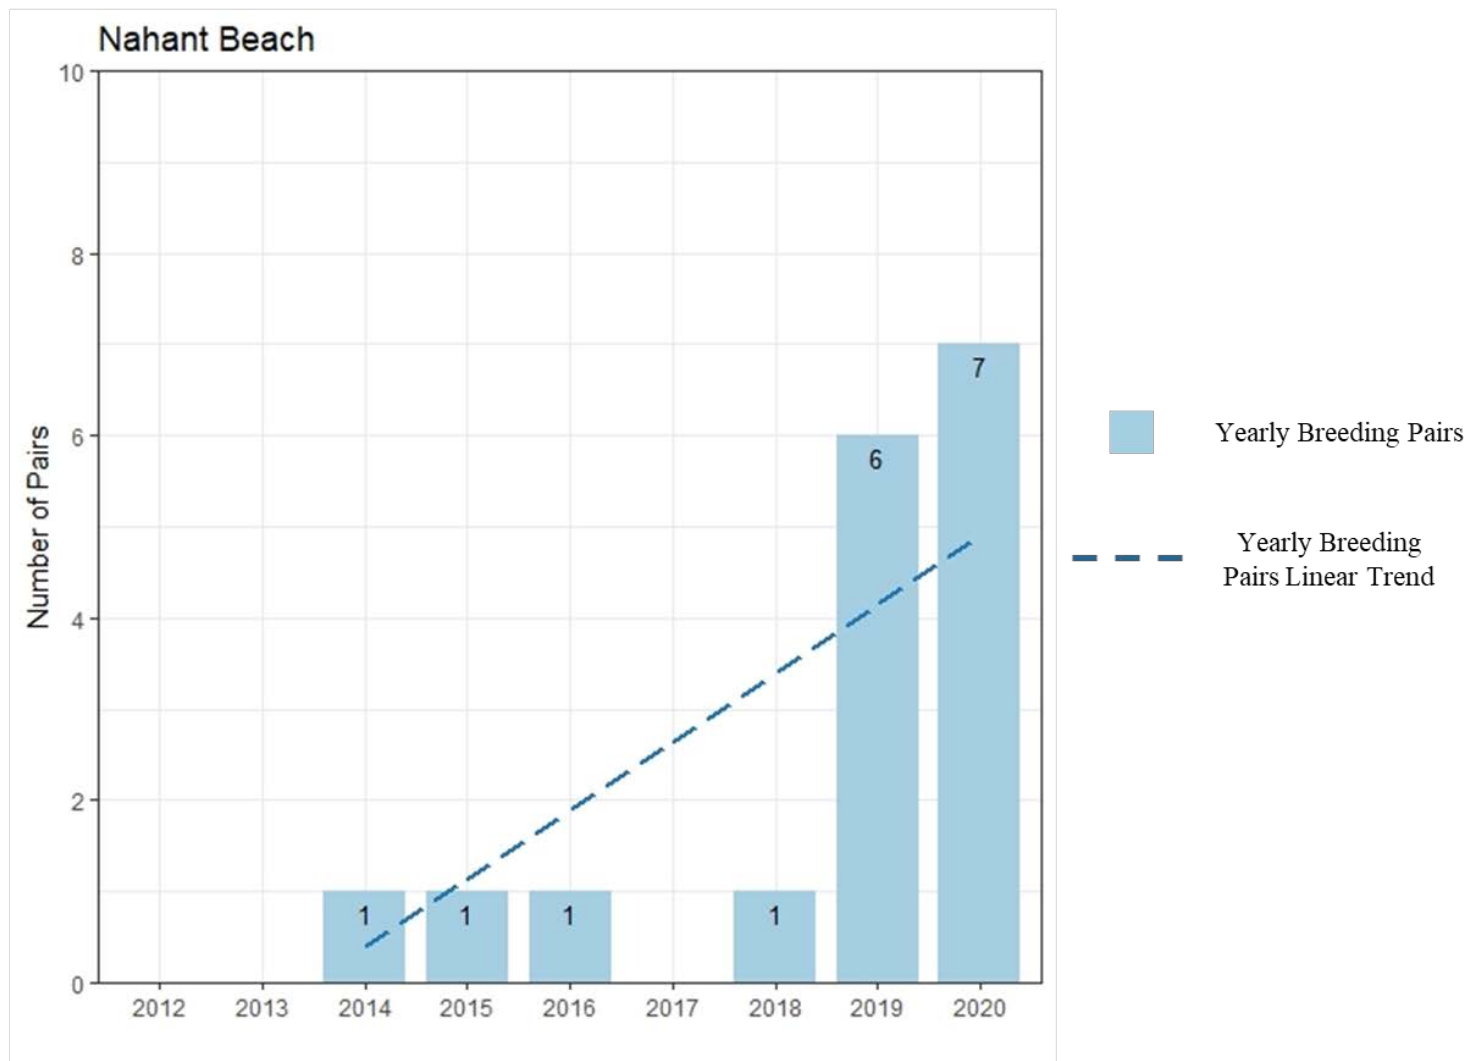 Nahant Beach
10
8
6
4
2
0
Number of Pairs
1
1
1
1
6
7
2012 2013 2014 2015 2016 2017 2018 2019 2020
Yearly Breeding Pairs
Yearly Breeding
Pairs Linear Trend